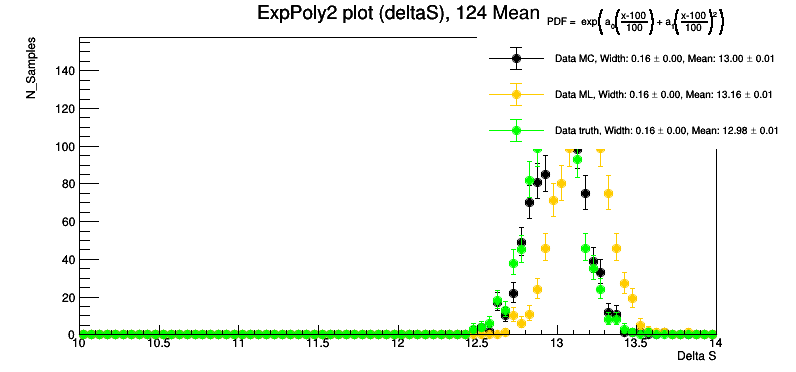 ExpPoly2 plot (deltaS), 124 Mean
PDF = exp(a₀(x-100/100) + a₁(x-100/100)²)
Data MC, Width: 0.16 ± 0.00, Mean: 13.00 ± 0.01
Data ML, Width: 0.16 ± 0.00, Mean: 13.16 ± 0.01
Data truth, Width: 0.16 ± 0.00, Mean: 12.98 ± 0.01
N_Samples
140
120
100
80
60
40
20
0
10 10.5 11 11.5 12 12.5 13 13.5 14
Delta S